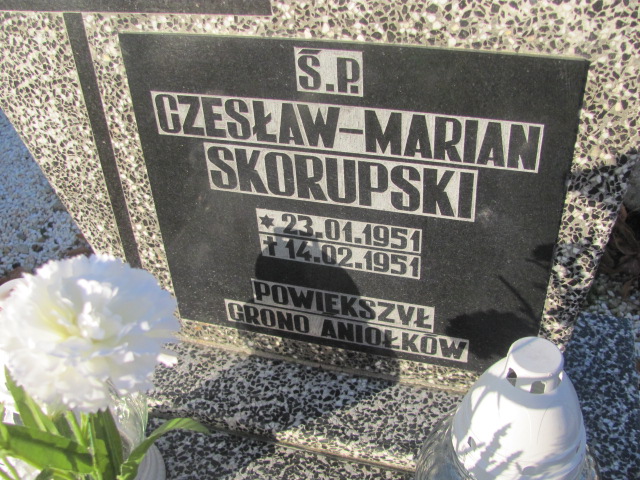 Ś.P.
CZESŁAW-MARIAN
SKORUPSKI
* 23.01.1951
† 14.02.1951
POWIĘKSZYŁ
GRONO ANIOŁKÓW